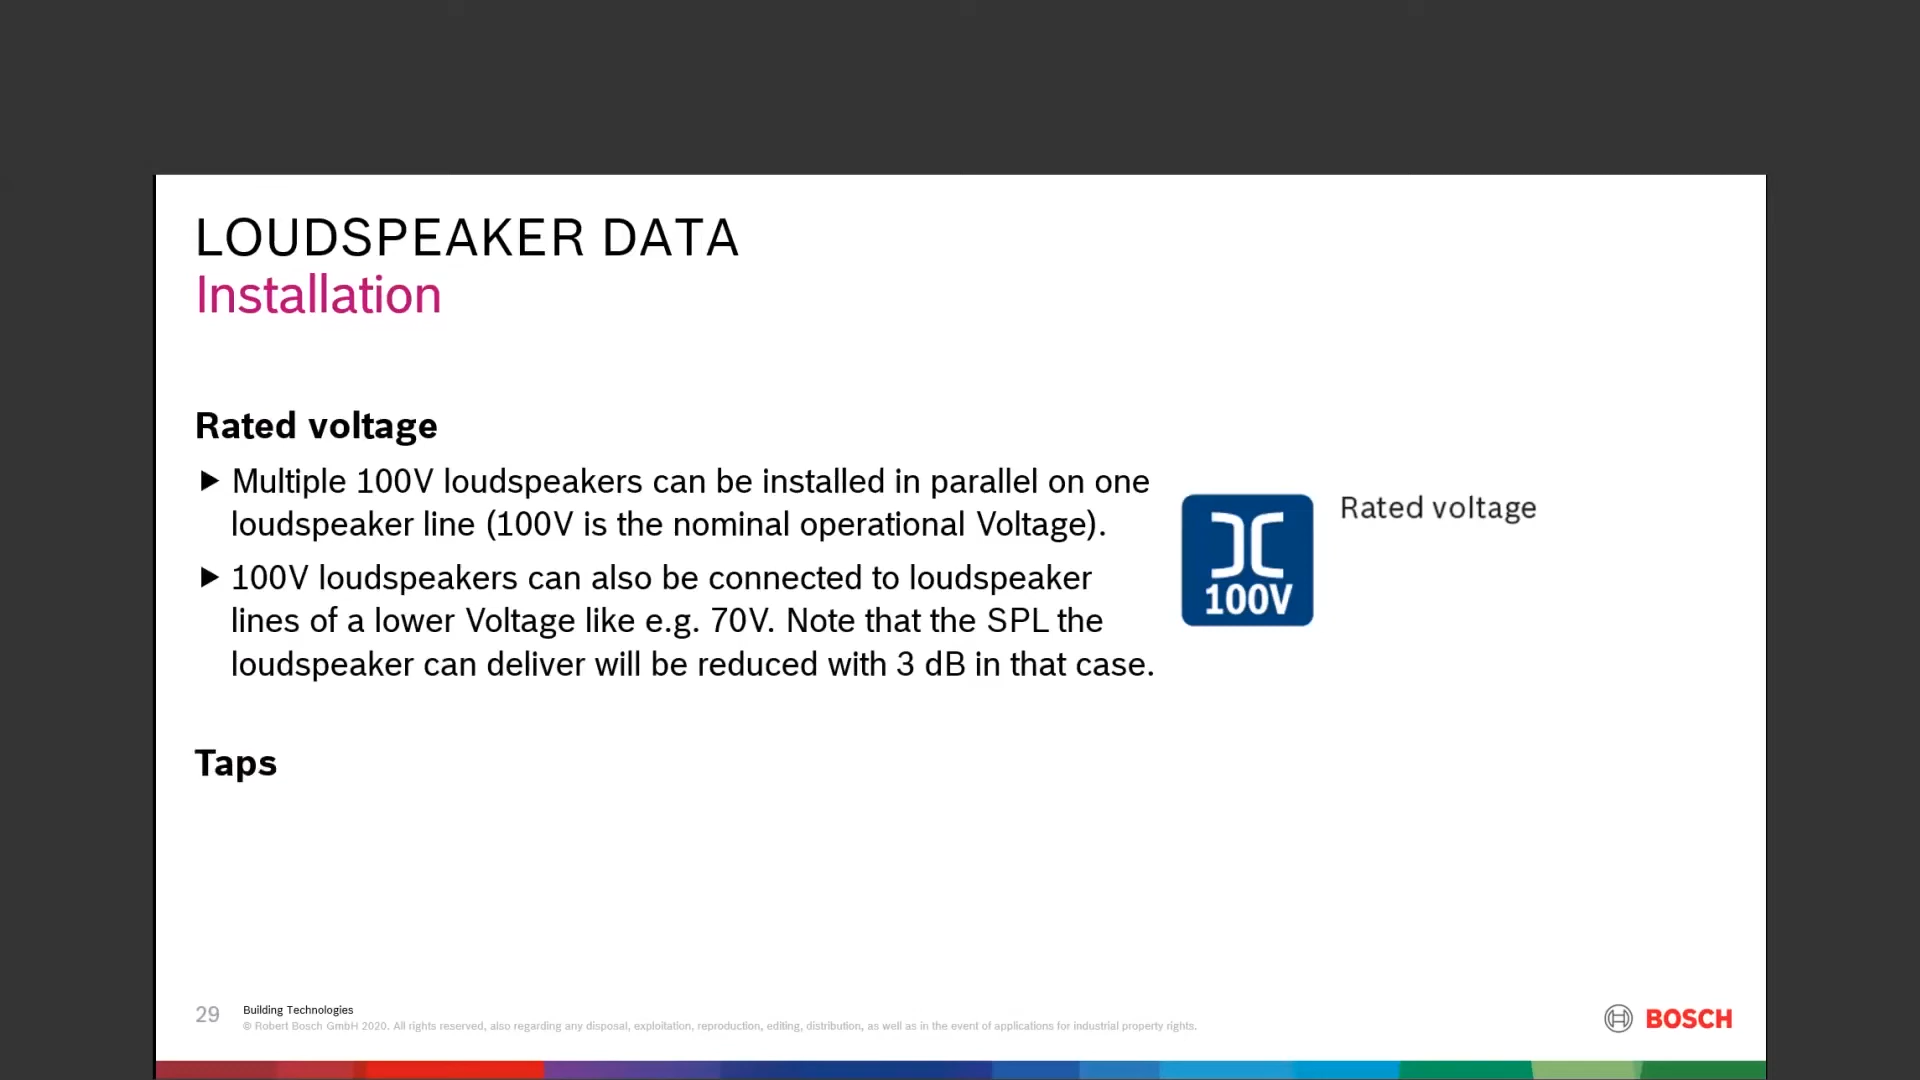 LOUDSPEAKER DATA
Installation
Rated voltage
▶ Multiple 100V loudspeakers can be installed in parallel on one
loudspeaker line (100V is the nominal operational Voltage).
▶ 100V loudspeakers can also be connected to loudspeaker
lines of a lower Voltage like e.g. 70V. Note that the SPL the
loudspeaker can deliver will be reduced with 3 dB in that case.
Rated voltage
100V
Taps
29
Building Technologies
© Robert Bosch GmbH 2020. All rights reserved, also regarding any disposal, exploitation, reproduction, editing, distribution, as well as in the event of applications for industrial property rights.
BOSCH